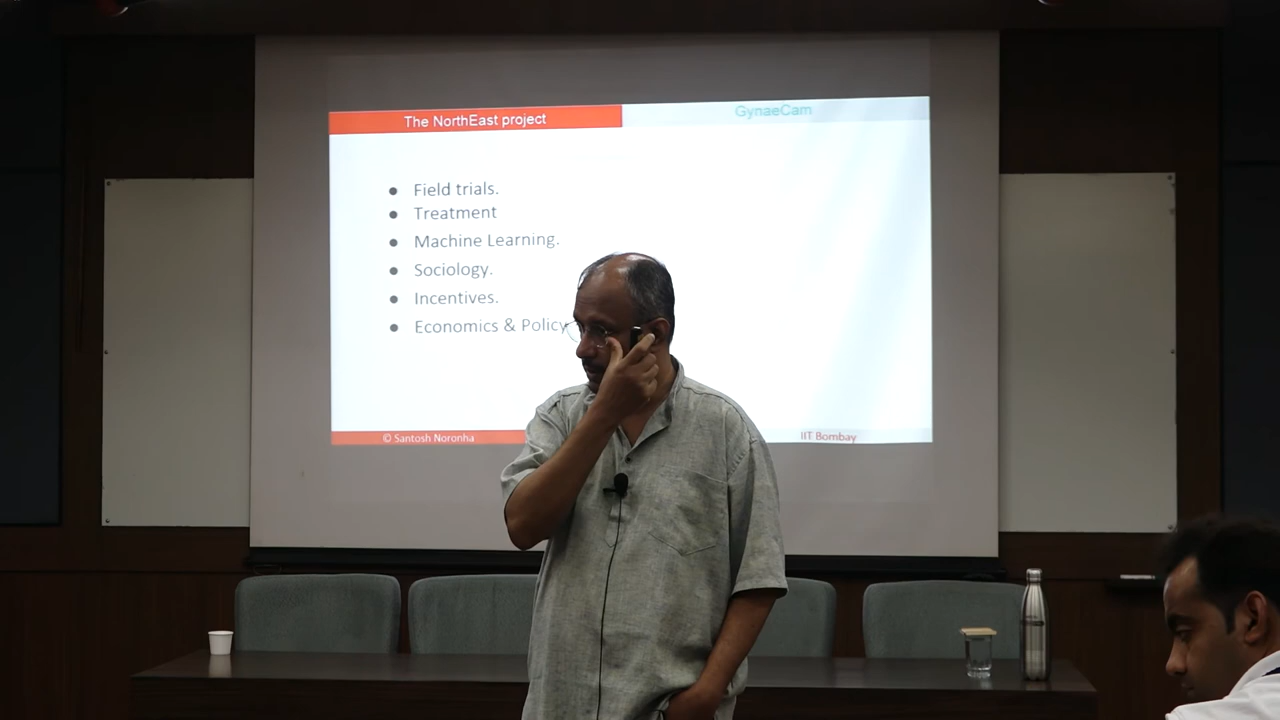 The NorthEast project
GynaeCam
● Field trials.
● Treatment
● Machine Learning.
● Sociology.
● Incentives.
● Economics & Policy
© Santosh Noronha
IIT Bombay